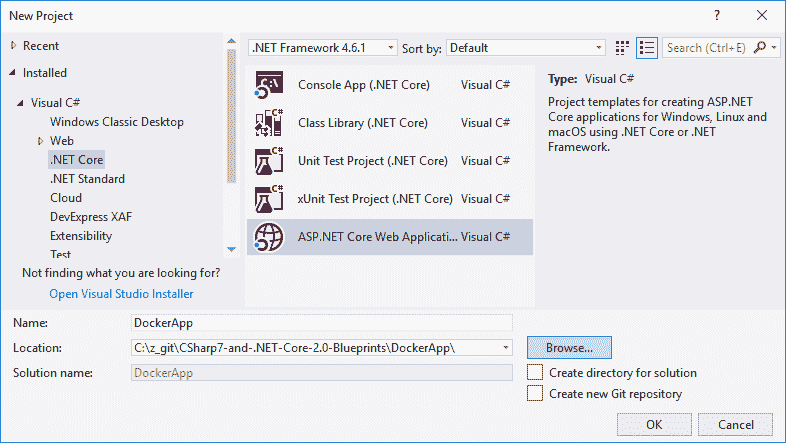 New Project
?
Recent
Installed
Visual C#
Windows Classic Desktop
Web
.NET Core
.NET Standard
Cloud
DevExpress XAF
Extensibility
Test
Not finding what you are looking for?
Open Visual Studio Installer
.NET Framework 4.6.1
Sort by:
Default
Search (Ctrl+E)
Console App (.NET Core) Visual C#
Class Library (.NET Core) Visual C#
Unit Test Project (.NET Core) Visual C#
xUnit Test Project (.NET Core) Visual C#
ASP.NET Core Web Applicati... Visual C#
Type: Visual C#
Project templates for creating ASP.NET
Core applications for Windows, Linux and
macOS using .NET Core or .NET
Framework.
Name:
DockerApp
Location:
C:\z_git\CSharp7-and-.NET-Core-2.0-Blueprints\DockerApp\
Browse...
Solution name:
DockerApp
Create directory for solution
Create new Git repository
OK
Cancel